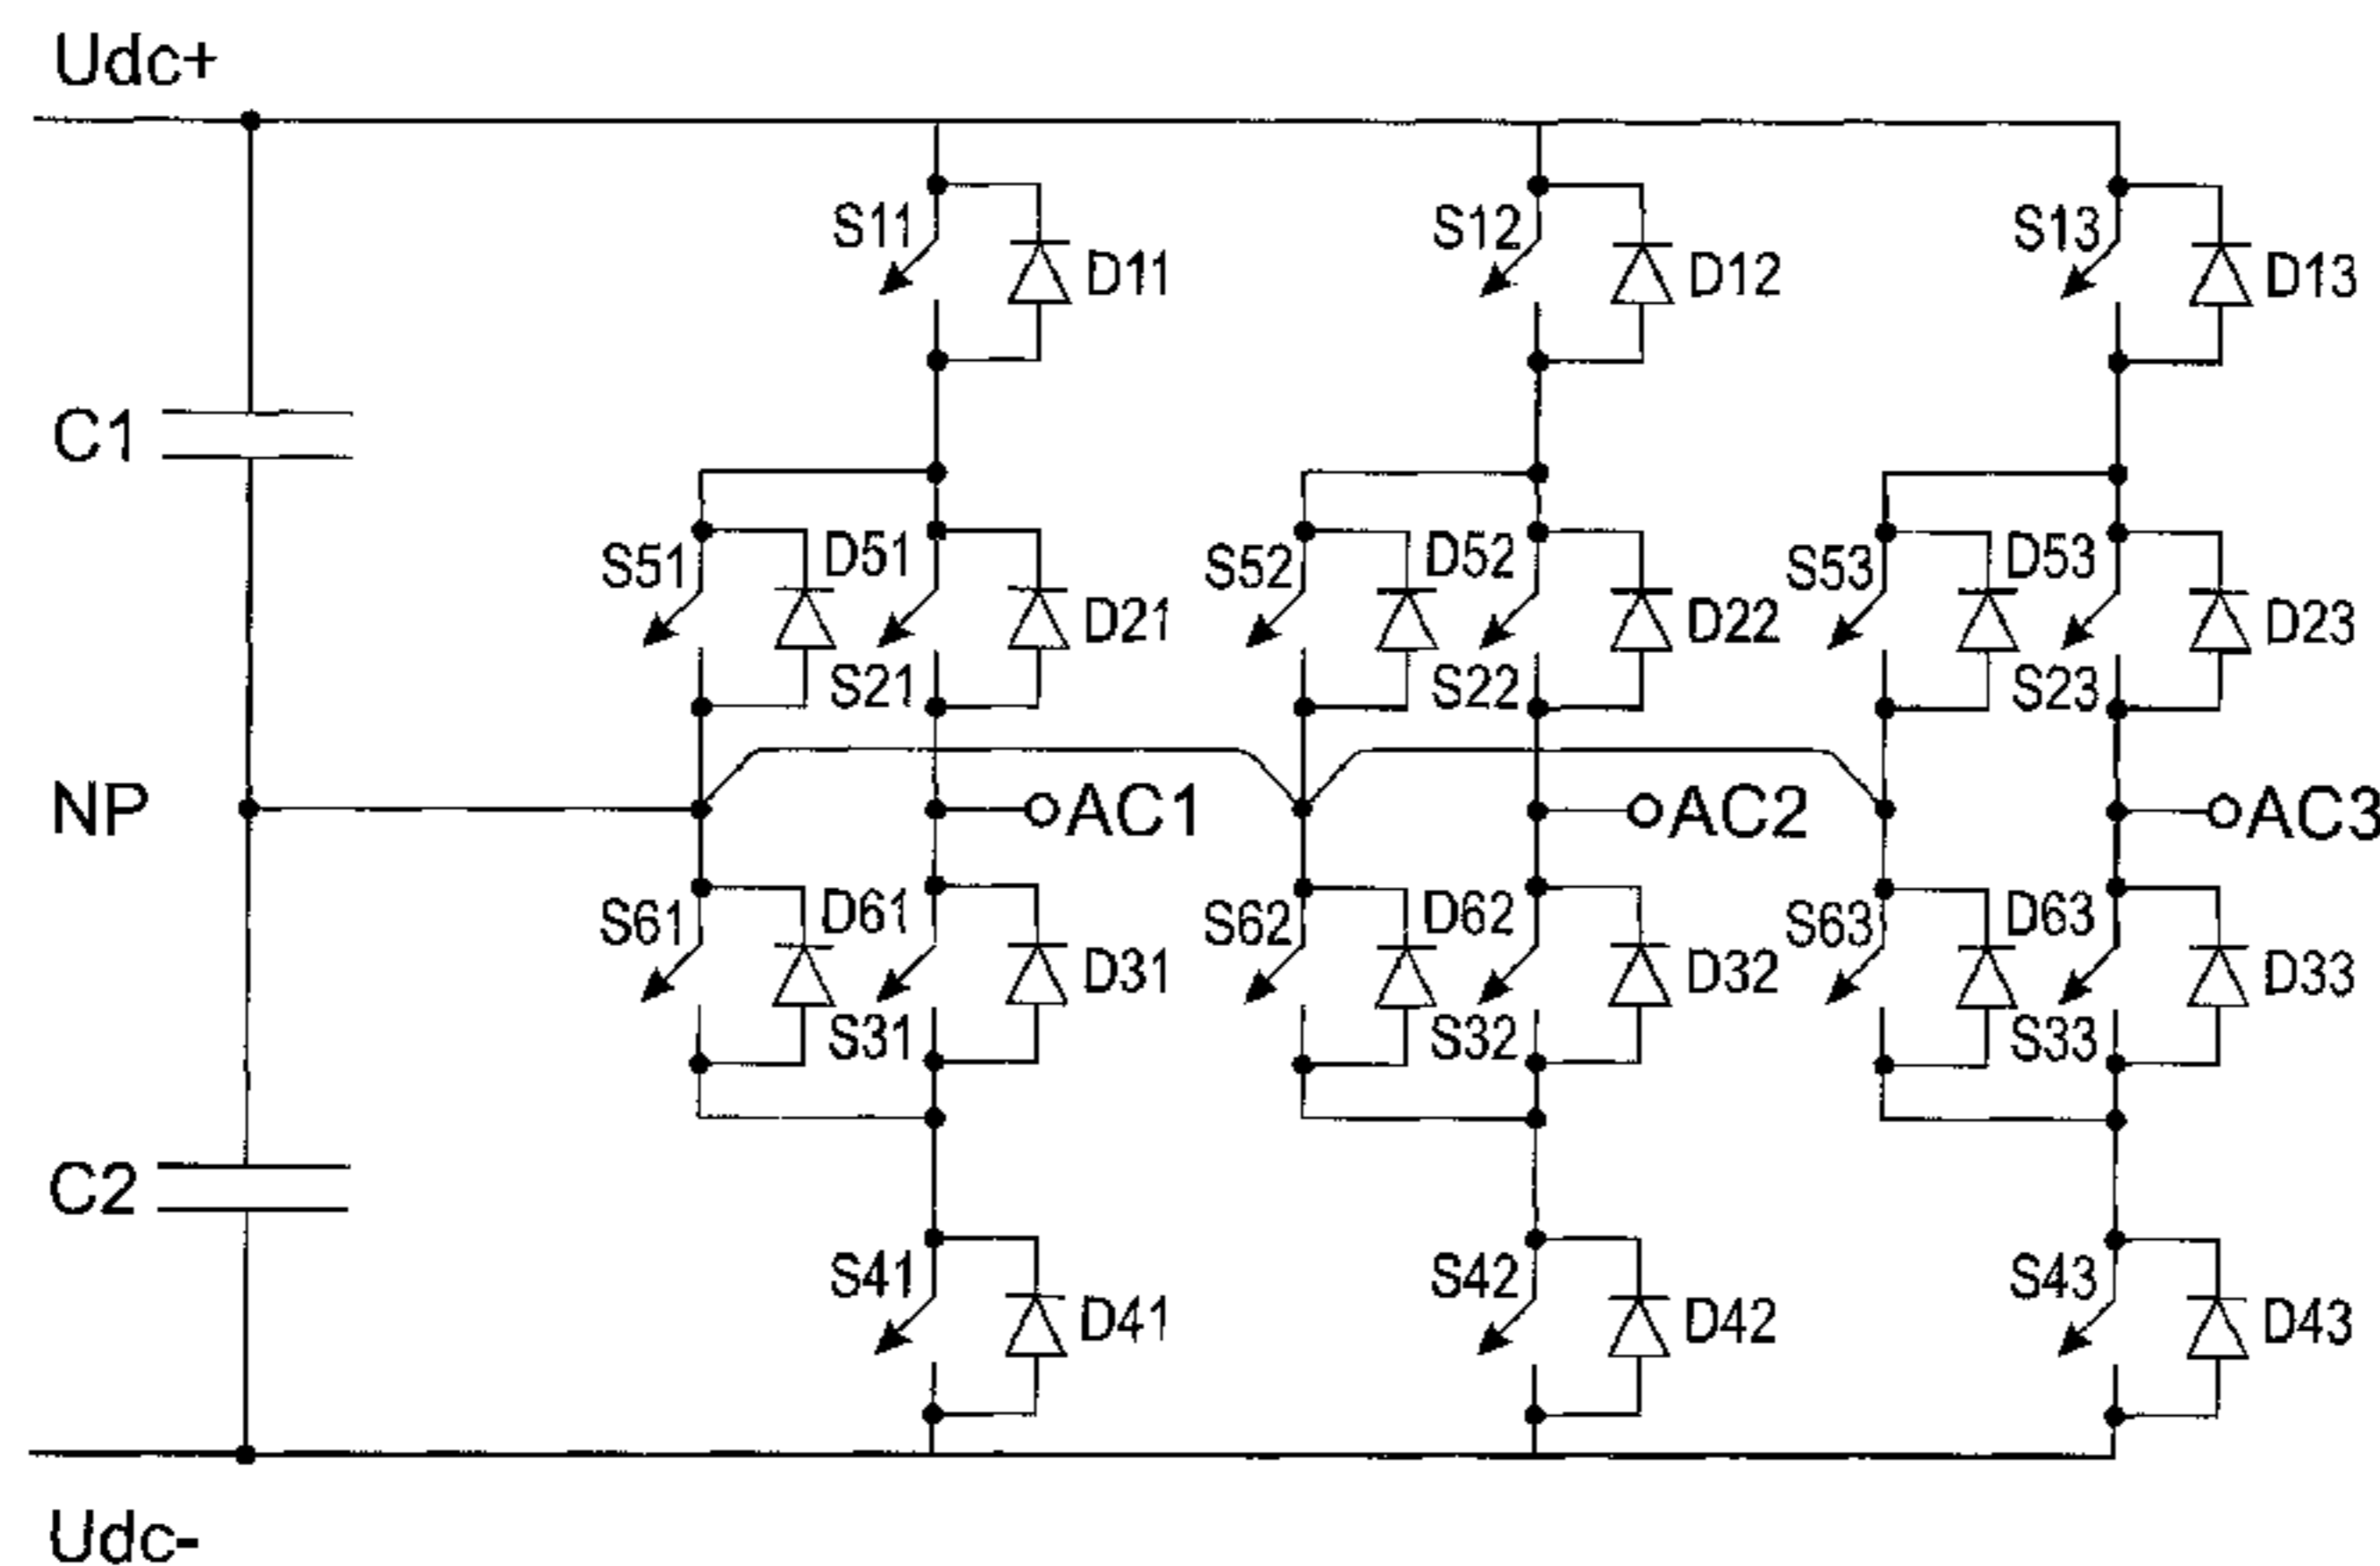 Udc+
S11
D11
S12
D12
S13
D13
C1
S51
D51
S21
D21
S52
D52
S22
D22
S53
D53
S23
D23
NP
AC1
AC2
AC3
S61
D61
S31
D31
S62
D62
S32
D32
S63
D63
S33
D33
C2
S41
D41
S42
D42
S43
D43
Udc-